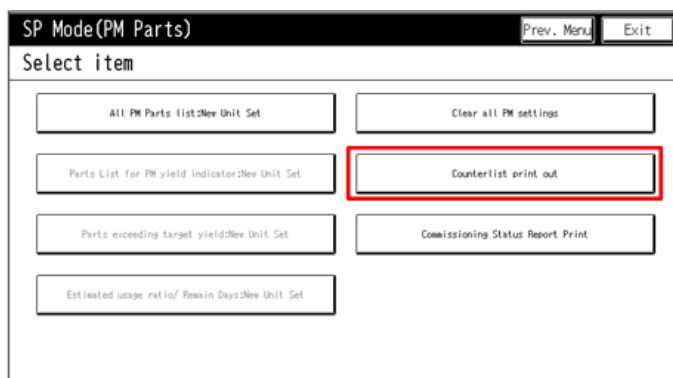 SP Mode(PM Parts)
Prev. Menu
Exit
Select item
All PM Parts list:New Unit Set
Clear all PM settings
Parts List for PM yield indicator:New Unit Set
Counterlist print out
Parts exceeding target yield:New Unit Set
Commissioning Status Report Print
Estimated usage ratio/ Remain Days:New Unit Set